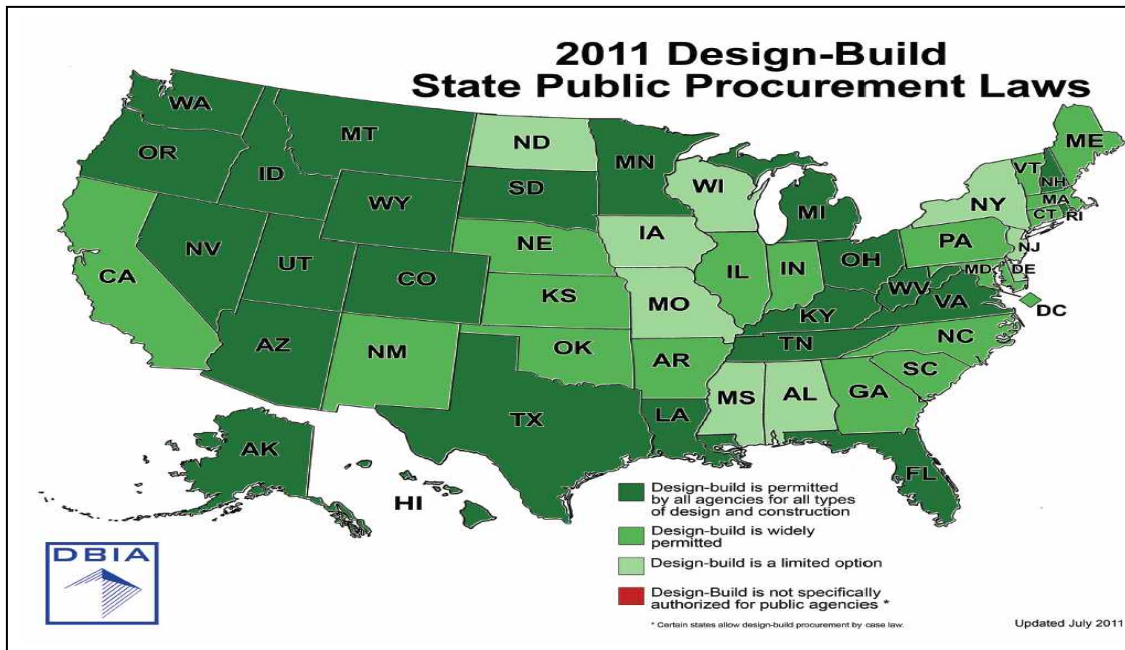 2011 Design-Build
State Public Procurement Laws
WA
MT
ND
MN
ME
OR
ID
SD
WI
MI
VT
NH
NY
MA
CT
RI
WY
IA
NE
PA
NJ
NV
UT
CO
IL
IN
OH
MD
DE
CA
KS
MO
WV
VA
DC
KY
AZ
NM
OK
AR
TN
NC
SC
TX
LA
MS
AL
GA
FL
AK
HI
Design-build is permitted
by all agencies for all types
of design and construction
Design-build is widely
permitted
Design-build is a limited option
Design-Build is not specifically
authorized for public agencies *
* Certain states allow design-build procurement by case law.
DBIA
Updated July 2011